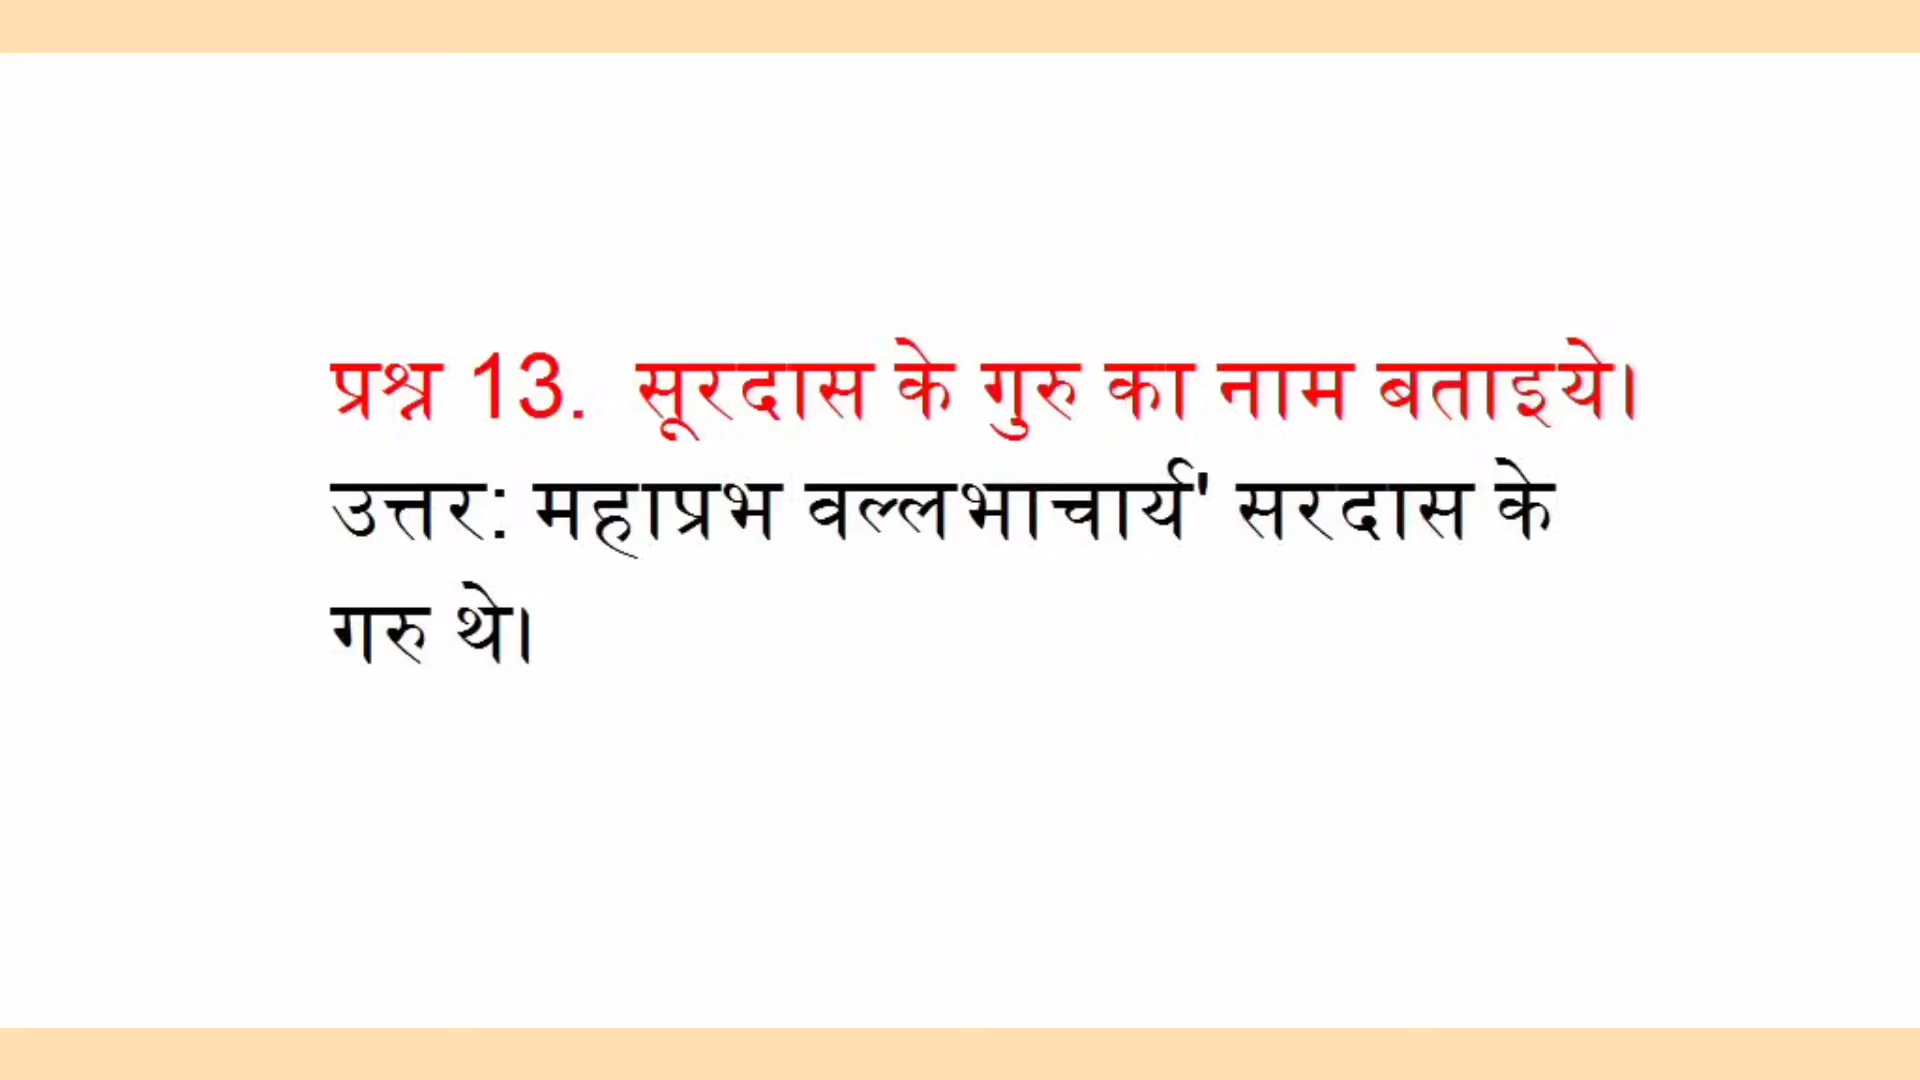 प्रश्न 13. सूरदास के गुरु का नाम बताइये।
उत्तर: महाप्रभ वल्लभाचार्य' सरदास के
गरु थे।